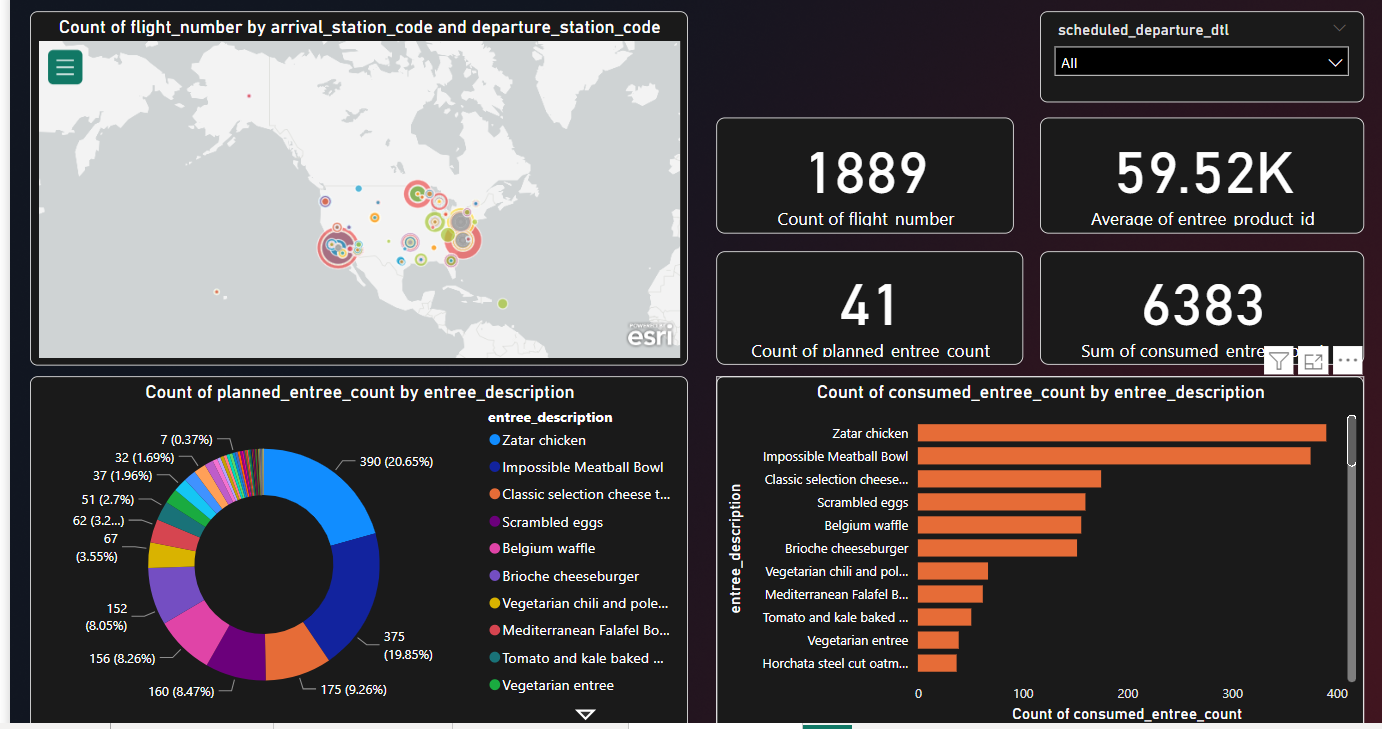 Count of flight_number by arrival_station_code and departure_station_code
POWERED BY
esri
scheduled_departure_dtl
All
1889
Count of flight_number
59.52K
Average of entree_product_id
41
Count of planned_entree_count
6383
Sum of consumed_entre
Count of planned_entree_count by entree_description
7 (0.37%)
32 (1.69%)
37 (1.96%)
51 (2.7%)
62 (3.2...)
67
(3.55%)
152
(8.05%)
156 (8.26%)
160 (8.47%)
175 (9.26%)
375
(19.85%)
390 (20.65%)
entree_description
Zatar chicken
Impossible Meatball Bowl
Classic selection cheese t...
Scrambled eggs
Belgium waffle
Brioche cheeseburger
Vegetarian chili and pole...
Mediterranean Falafel Bo...
Tomato and kale baked ...
Vegetarian entree
Count of consumed_entree_count by entree_description
entree_description
Zatar chicken
Impossible Meatball Bowl
Classic selection cheese...
Scrambled eggs
Belgium waffle
Brioche cheeseburger
Vegetarian chili and pol...
Mediterranean Falafel B...
Tomato and kale baked ...
Vegetarian entree
Horchata steel cut oatm...
0
100
200
300
400
Count of consumed_entree_count